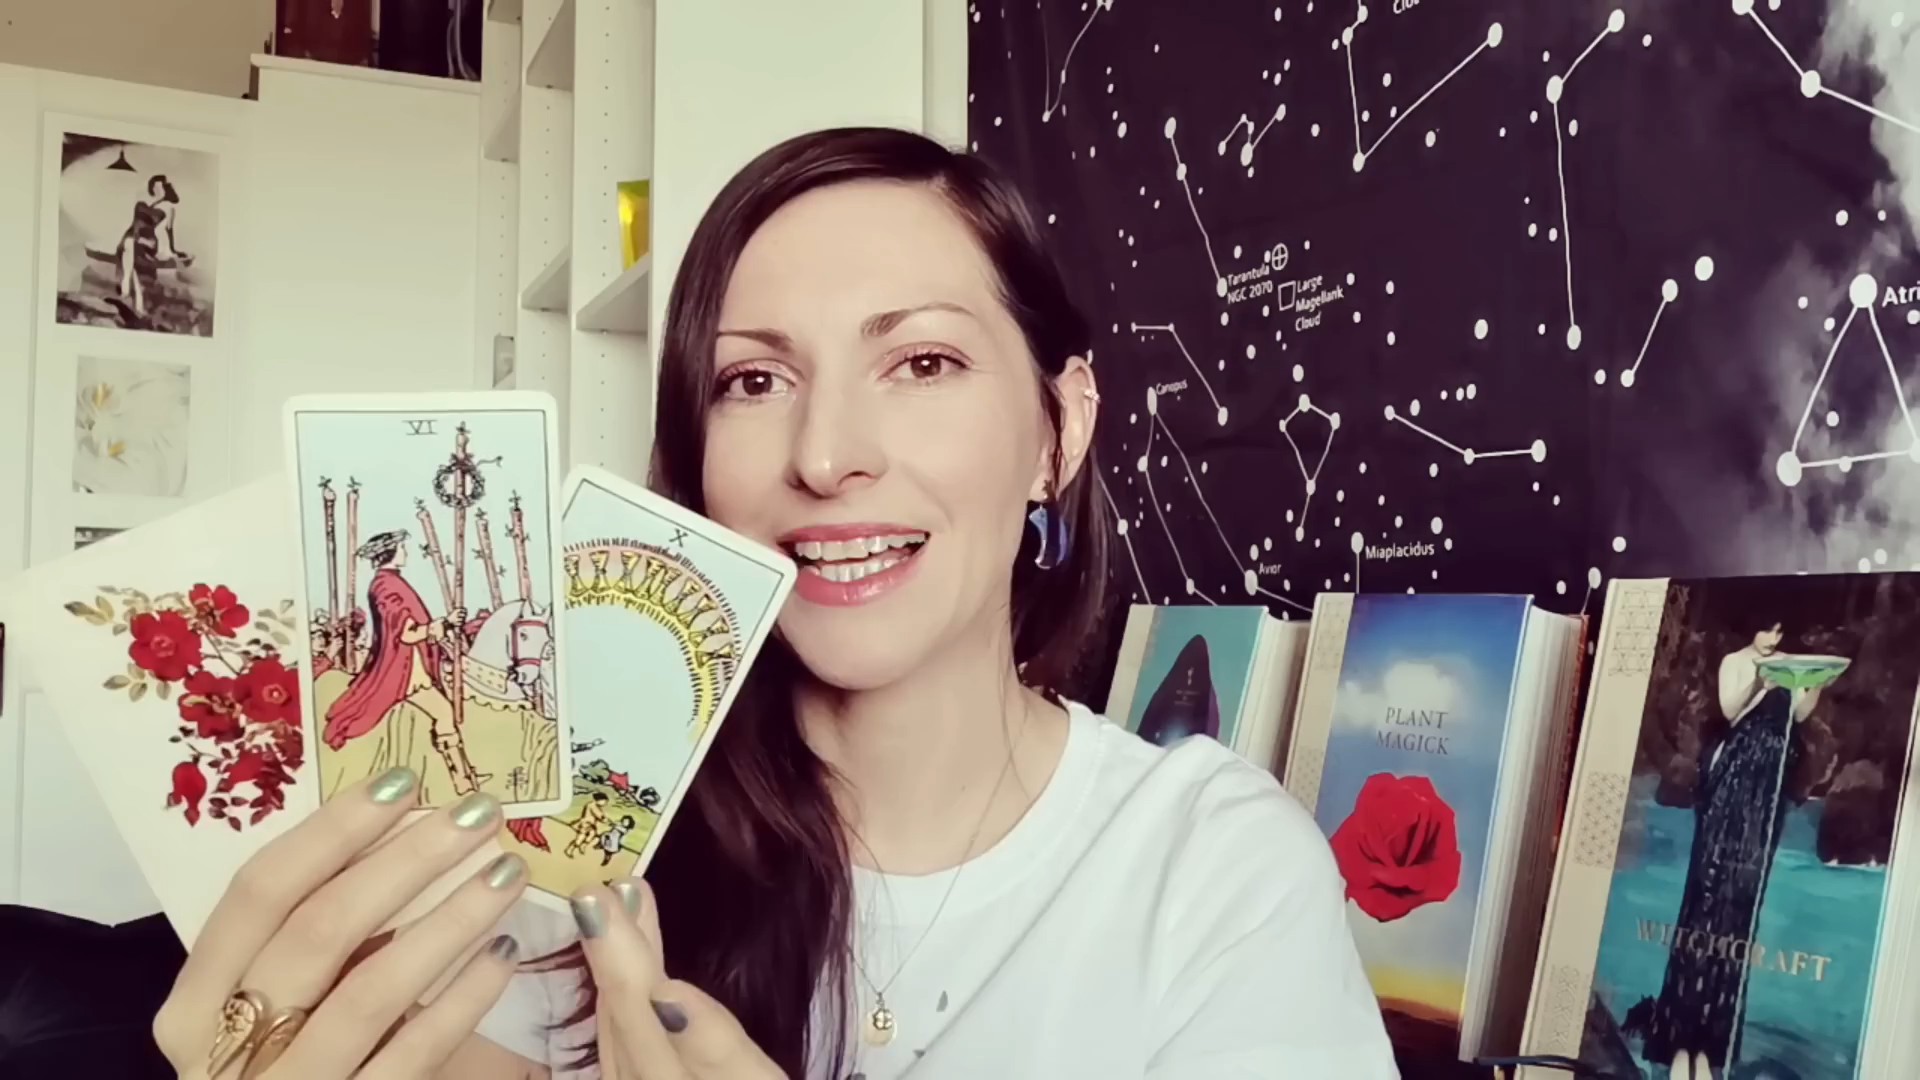 VI
X
Tarantula
NGC 2070
Large
Magellank
Cloud
Atri
Canopus
Miaplacidus
Avior
PLANT
MAGICK
WITCHCRAFT